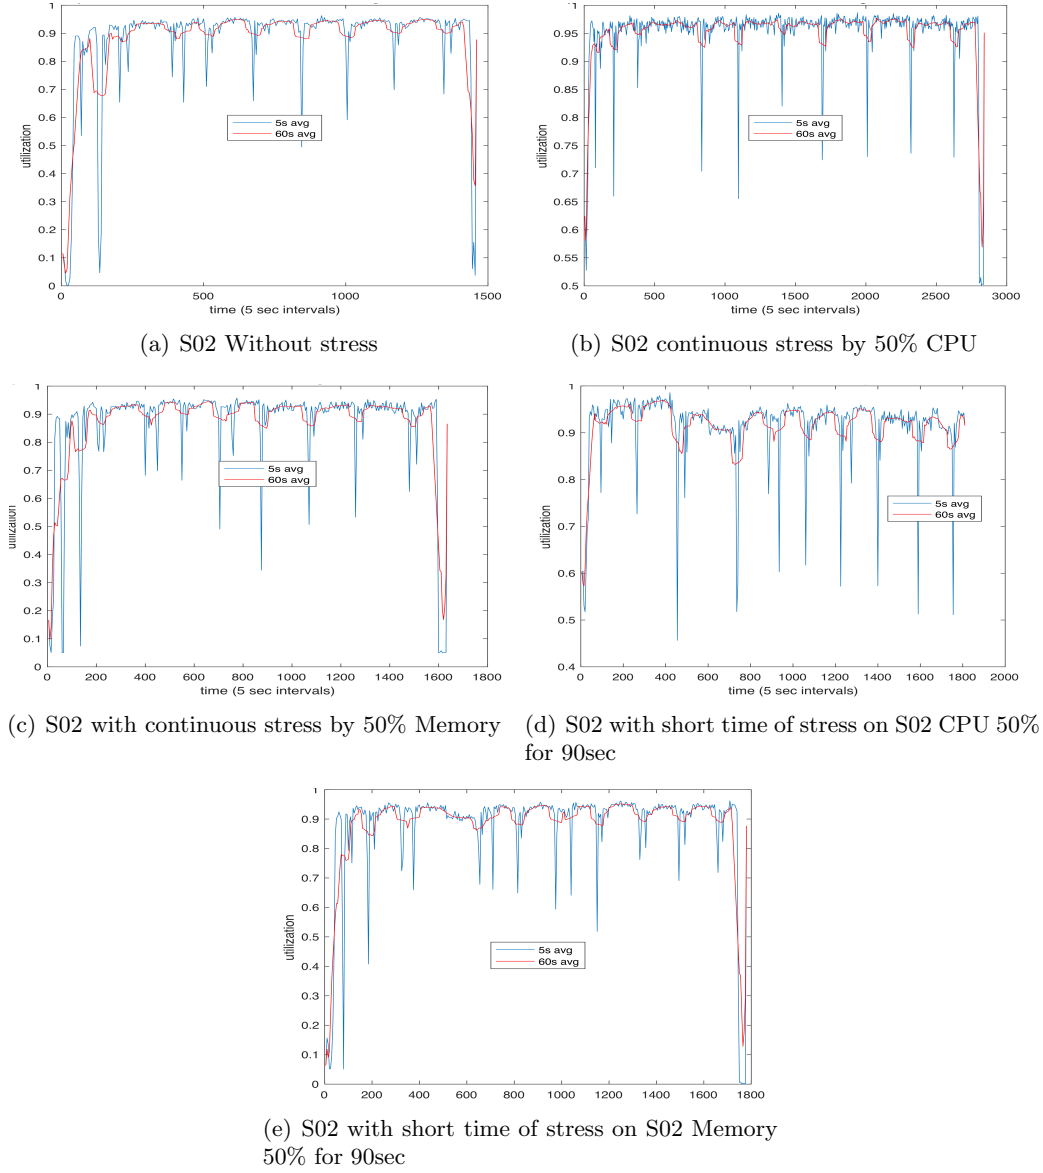 1
0.9
0.8
0.7
0.6
0.5
0.4
0.3
0.2
0.1
0
utilization
0 500 1000 1500
time (5 sec intervals)
5s avg
60s avg
(a) S02 Without stress
1
0.95
0.9
0.85
0.8
0.75
0.7
0.65
0.6
0.55
0.5
utilization
0 500 1000 1500 2000 2500 3000
time (5 sec intervals)
5s avg
60s avg
(b) S02 continuous stress by 50% CPU
1
0.9
0.8
0.7
0.6
0.5
0.4
0.3
0.2
0.1
0
utilization
0 200 400 600 800 1000 1200 1400 1600 1800
time (5 sec intervals)
5s avg
60s avg
(c) S02 with continuous stress by 50% Memory
1
0.9
0.8
0.7
0.6
0.5
0.4
utilization
0 200 400 600 800 1000 1200 1400 1600 1800 2000
time (5 sec intervals)
5s avg
60s avg
(d) S02 with short time of stress on S02 CPU 50%
for 90sec
1
0.9
0.8
0.7
0.6
0.5
0.4
0.3
0.2
0.1
0
utilization
0 200 400 600 800 1000 1200 1400 1600 1800
5s avg
60s avg
(e) S02 with short time of stress on S02 Memory
50% for 90sec